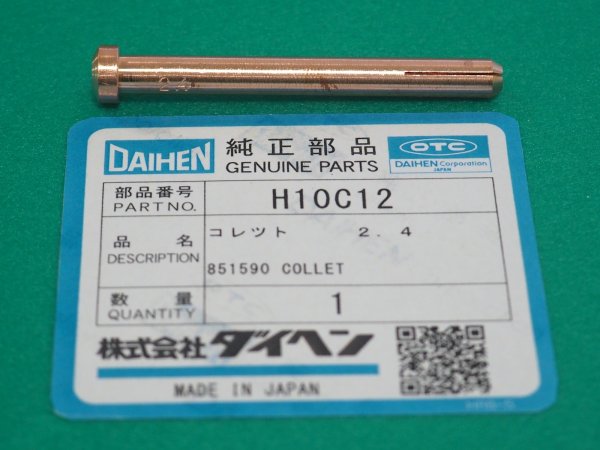 2.4
DAIHEN 純正部品 OTC
GENUINE PARTS DAIHEN Corporation
JAPAN
部品番号 H10C12
PART NO.
品名 コレツト 2.4
DESCRIPTION 851590 COLLET
数量 1
QUANTITY
株式会社 ダイヘン
MADE IN JAPAN